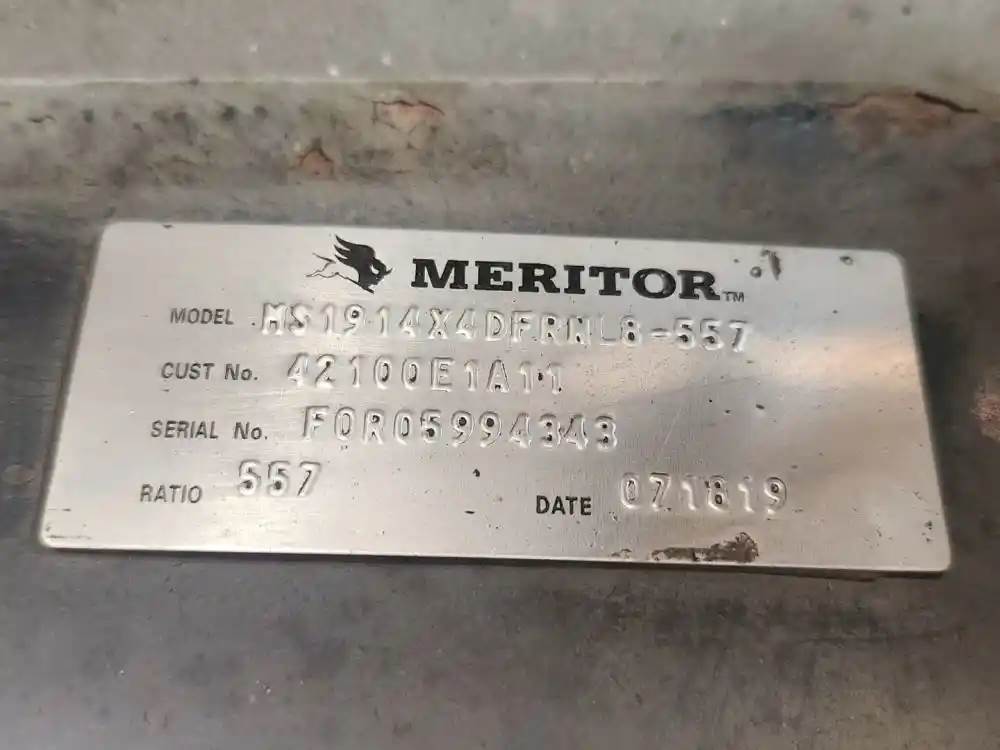 MERITOR™
MODEL MS1914X4DFRNL8-557
CUST No. 42100E1A11
SERIAL No. FOR05994343
RATIO 557
DATE 071819